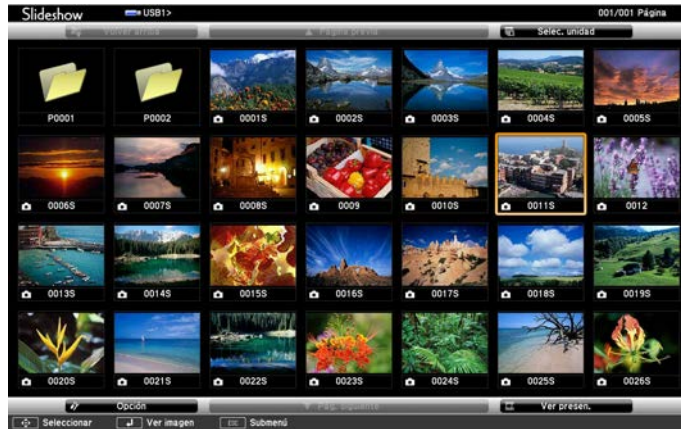 Slideshow USB1> 001/001 Página
Volver arriba Página previa Selec. unidad
P0001 P0002 0001S 0002S 0003S 0004S 0005S
0006S 0007S 0008S 0009 0010S 0011S 0012
0013S 0014S 0015S 0016S 0017S 0018S 0019S
0020S 0021S 0022S 0023S 0024S 0025S 0026S
Opción Pág. siguiente Ver presen.
Seleccionar Ver imagen ESC Submenú